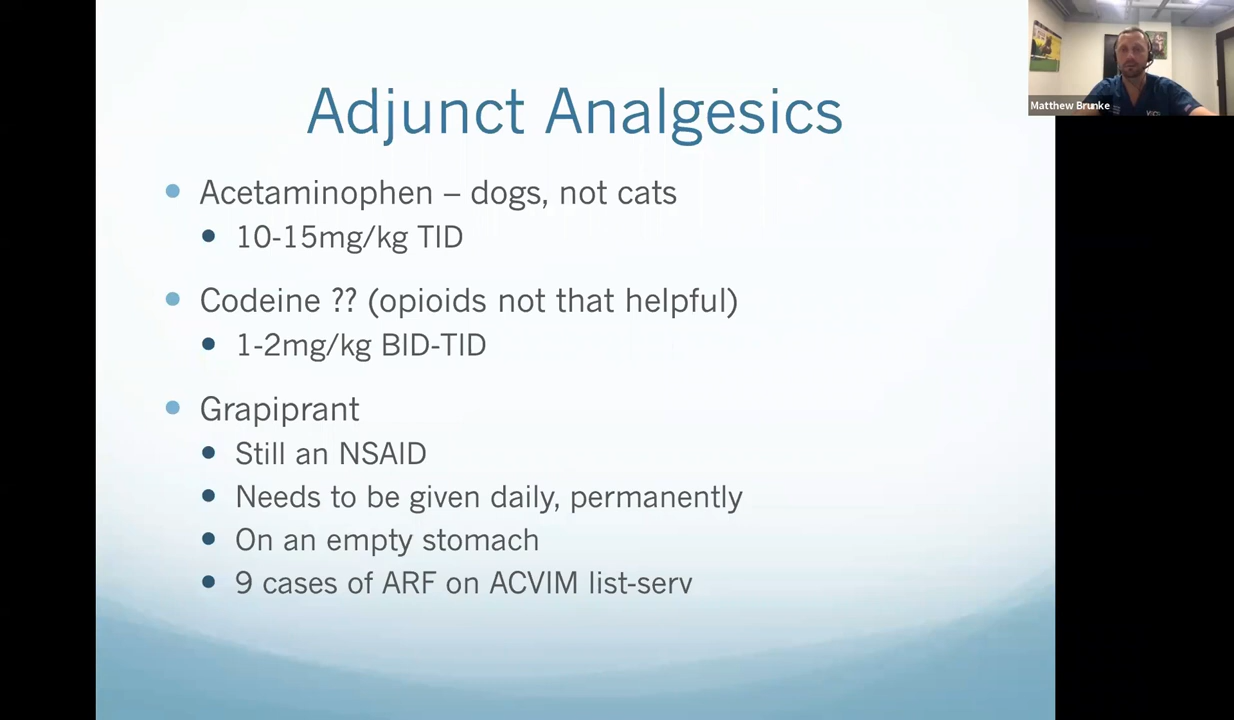 Adjunct Analgesics
Acetaminophen – dogs, not cats
10-15mg/kg TID
Codeine ?? (opioids not that helpful)
1-2mg/kg BID-TID
Grapiprant
Still an NSAID
Needs to be given daily, permanently
On an empty stomach
9 cases of ARF on ACVIM list-serv
Matthew Brunke